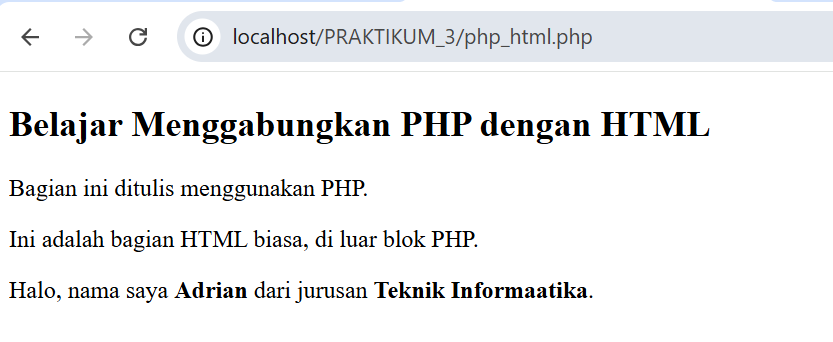 localhost/PRAKTIKUM_3/php_html.php
Belajar Menggabungkan PHP dengan HTML
Bagian ini ditulis menggunakan PHP.
Ini adalah bagian HTML biasa, di luar blok PHP.
Halo, nama saya Adrian dari jurusan Teknik Informaatika.